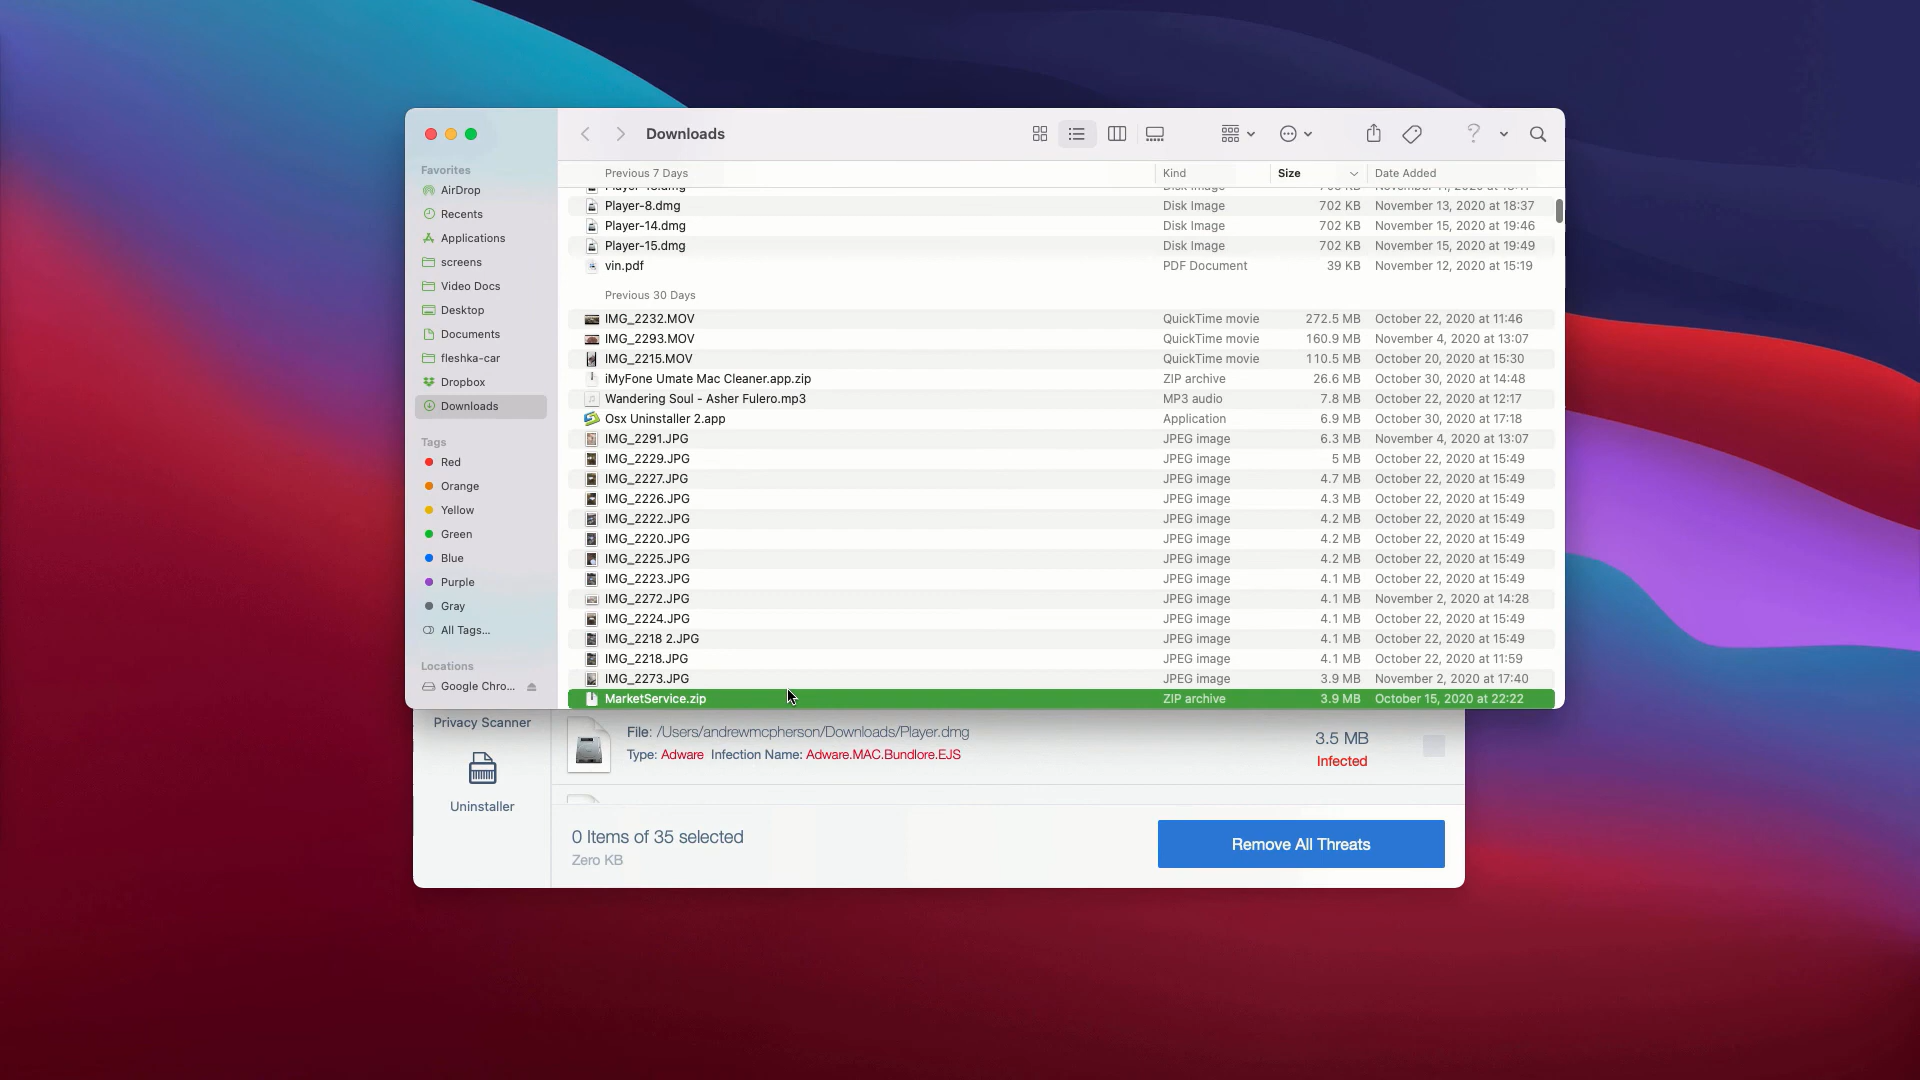 Downloads
Favorites
AirDrop
Recents
Applications
screens
Video Docs
Desktop
Documents
fleshka-car
Dropbox
Downloads
Tags
Red
Orange
Yellow
Green
Blue
Purple
Gray
All Tags...
Locations
Google Chro...
Previous 7 Days Kind Size Date Added
Player-8.dmg Disk Image 702 KB November 13, 2020 at 18:37
Player-14.dmg Disk Image 702 KB November 15, 2020 at 19:46
Player-15.dmg Disk Image 702 KB November 15, 2020 at 19:49
vin.pdf PDF Document 39 KB November 12, 2020 at 15:19
Previous 30 Days
IMG_2232.MOV QuickTime movie 272.5 MB October 22, 2020 at 11:46
IMG_2293.MOV QuickTime movie 160.9 MB November 4, 2020 at 13:07
IMG_2215.MOV QuickTime movie 110.5 MB October 20, 2020 at 15:30
iMyFone Umate Mac Cleaner.app.zip ZIP archive 26.6 MB October 30, 2020 at 14:48
Wandering Soul - Asher Fulero.mp3 MP3 audio 7.8 MB October 22, 2020 at 12:17
Osx Uninstaller 2.app Application 6.9 MB October 30, 2020 at 17:18
IMG_2291.JPG JPEG image 6.3 MB November 4, 2020 at 13:07
IMG_2229.JPG JPEG image 5 MB October 22, 2020 at 15:49
IMG_2227.JPG JPEG image 4.7 MB October 22, 2020 at 15:49
IMG_2226.JPG JPEG image 4.3 MB October 22, 2020 at 15:49
IMG_2222.JPG JPEG image 4.2 MB October 22, 2020 at 15:49
IMG_2220.JPG JPEG image 4.2 MB October 22, 2020 at 15:49
IMG_2225.JPG JPEG image 4.2 MB October 22, 2020 at 15:49
IMG_2223.JPG JPEG image 4.1 MB October 22, 2020 at 15:49
IMG_2272.JPG JPEG image 4.1 MB November 2, 2020 at 14:28
IMG_2224.JPG JPEG image 4.1 MB October 22, 2020 at 15:49
IMG_2218 2.JPG JPEG image 4.1 MB October 22, 2020 at 15:49
IMG_2218.JPG JPEG image 4.1 MB October 22, 2020 at 11:59
IMG_2273.JPG JPEG image 3.9 MB November 2, 2020 at 17:40
MarketService.zip ZIP archive 3.9 MB October 15, 2020 at 22:22
Privacy Scanner
Uninstaller
File: /Users/andrewmcpherson/Downloads/Player.dmg 3.5 MB
Type: Adware Infection Name: Adware.MAC.Bundlore.EJS Infected
0 Items of 35 selected
Zero KB
Remove All Threats